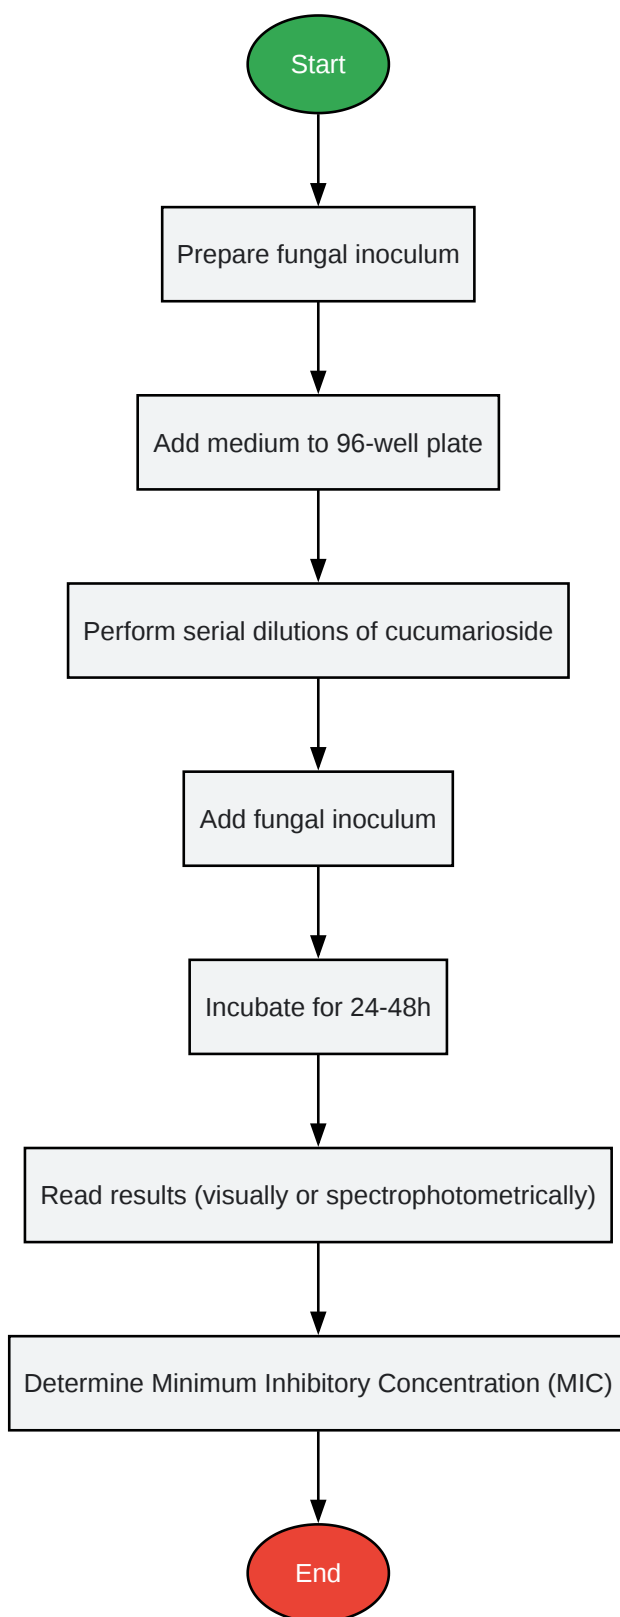 Start
Prepare fungal inoculum
Add medium to 96-well plate
Perform serial dilutions of cucumarioside
Add fungal inoculum
Incubate for 24-48h
Read results (visually or spectrophotometrically)
Determine Minimum Inhibitory Concentration (MIC)
End